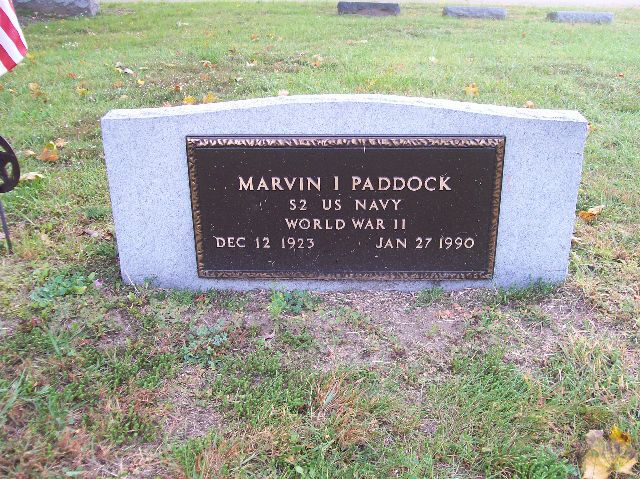 MARVIN I PADDOCK
S2 US NAVY
WORLD WAR II
DEC 12 1923 JAN 27 1990